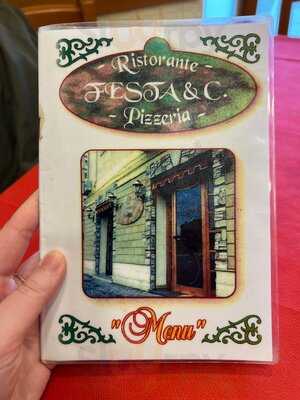 - Ristorante -
FESTA & C.
- Pizzeria -
"Menu"